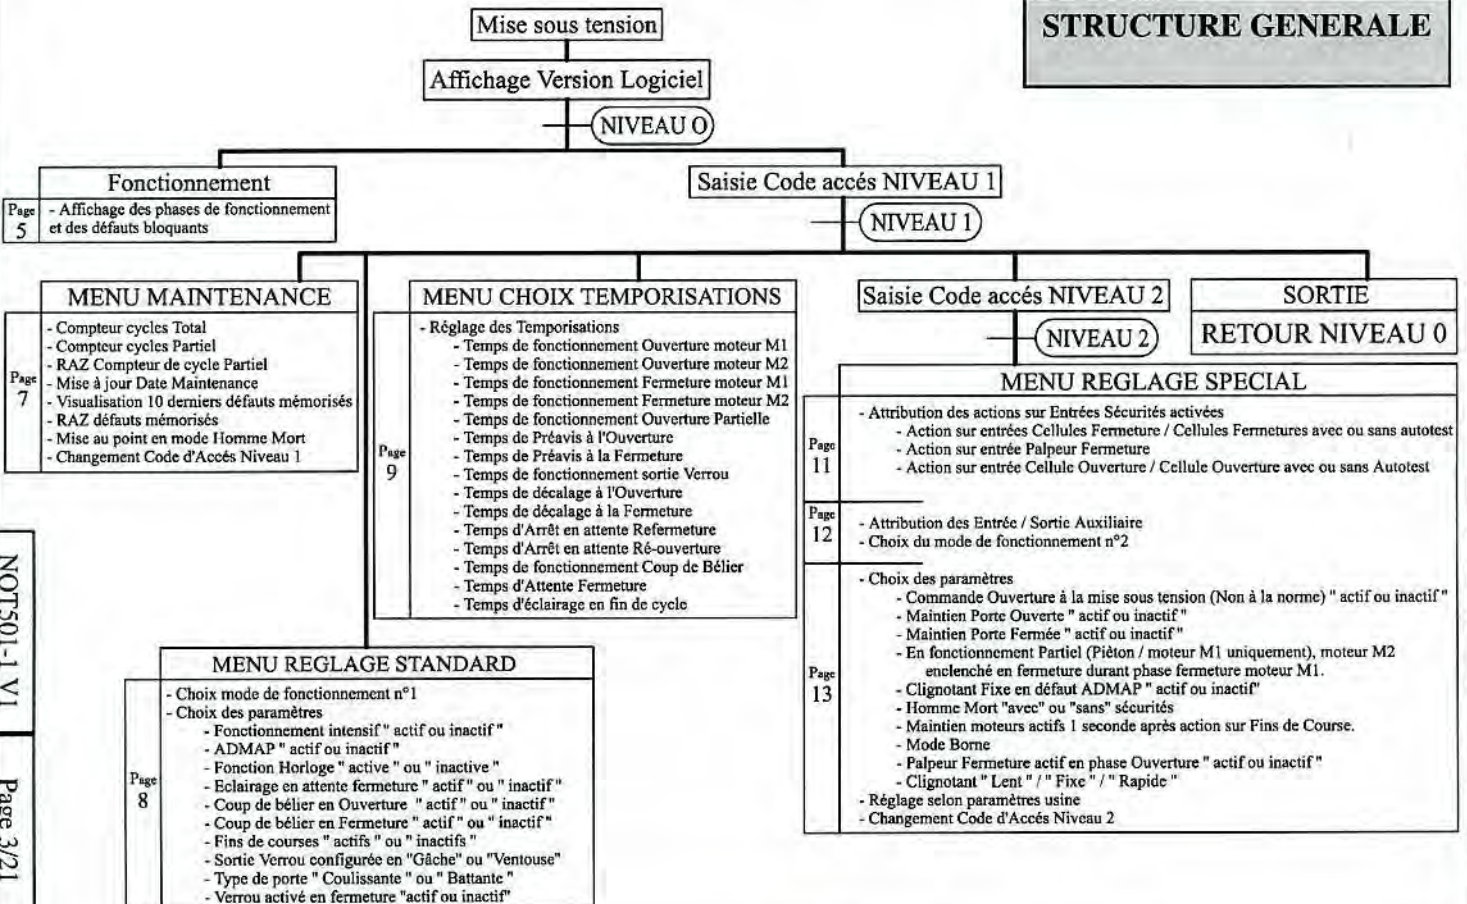 STRUCTURE GENERALE
Mise sous tension
Affichage Version Logiciel
NIVEAU O
Fonctionnement
Page 5
- Affichage des phases de fonctionnement
et des défauts bloquants
Saisie Code accés NIVEAU 1
NIVEAU 1
MENU MAINTENANCE
Page 7
- Compteur cycles Total
- Compteur cycles Partiel
- RAZ Compteur de cycle Partiel
- Mise à jour Date Maintenance
- Visualisation 10 derniers défauts mémorisés
- RAZ défauts mémorisés
- Mise au point en mode Homme Mort
- Changement Code d'Accés Niveau 1
MENU CHOIX TEMPORISATIONS
Page 9
- Réglage des Temporisations
- Temps de fonctionnement Ouverture moteur M1
- Temps de fonctionnement Ouverture moteur M2
- Temps de fonctionnement Fermeture moteur M1
- Temps de fonctionnement Fermeture moteur M2
- Temps de fonctionnement Ouverture Partielle
- Temps de Préavis à l'Ouverture
- Temps de Préavis à la Fermeture
- Temps de fonctionnement sortie Verrou
- Temps de décalage à l'Ouverture
- Temps de décalage à la Fermeture
- Temps d'Arrêt en attente Refermeture
- Temps d'Arrêt en attente Ré-ouverture
- Temps de fonctionnement Coup de Bélier
- Temps d'Attente Fermeture
- Temps d'éclairage en fin de cycle
Saisie Code accés NIVEAU 2
NIVEAU 2
SORTIE
RETOUR NIVEAU 0
MENU REGLAGE SPECIAL
Page 11
- Attribution des actions sur Entrées Sécurités activées
- Action sur entrées Cellules Fermeture / Cellules Fermetures avec ou sans autotest
- Action sur entrée Palpeur Fermeture
- Action sur entrée Cellule Ouverture / Cellule Ouverture avec ou sans Autotest
Page 12
- Attribution des Entrée / Sortie Auxiliaire
- Choix du mode de fonctionnement n°2
Page 13
- Choix des paramètres
- Commande Ouverture à la mise sous tension (Non à la norme) " actif ou inactif "
- Maintien Porte Ouverte " actif ou inactif "
- Maintien Porte Fermée " actif ou inactif "
- En fonctionnement Partiel (Pièton / moteur M1 uniquement), moteur M2
enclenché en fermeture durant phase fermeture moteur M1.
- Clignotant Fixe en défaut ADMAP " actif ou inactif"
- Homme Mort "avec" ou "sans" sécurités
- Maintien moteurs actifs 1 seconde après action sur Fins de Course.
- Mode Borne
- Palpeur Fermeture actif en phase Ouverture " actif ou inactif "
- Clignotant " Lent " / " Fixe " / " Rapide "
- Réglage selon paramètres usine
- Changement Code d'Accés Niveau 2
MENU REGLAGE STANDARD
Page 8
- Choix mode de fonctionnement n°1
- Choix des paramètres
- Fonctionnement intensif " actif ou inactif "
- ADMAP " actif ou inactif "
- Fonction Horloge " active " ou " inactive "
- Eclairage en attente fermeture " actif " ou " inactif "
- Coup de bélier en Ouverture " actif " ou " inactif "
- Coup de bélier en Fermeture " actif " ou " inactif "
- Fins de courses " actifs " ou " inactifs "
- Sortie Verrou configurée en "Gâche" ou "Ventouse"
- Type de porte " Coulissante " ou " Battante "
- Verrou activé en fermeture "actif ou inactif"
NOT501-1 V1
Page 3/21